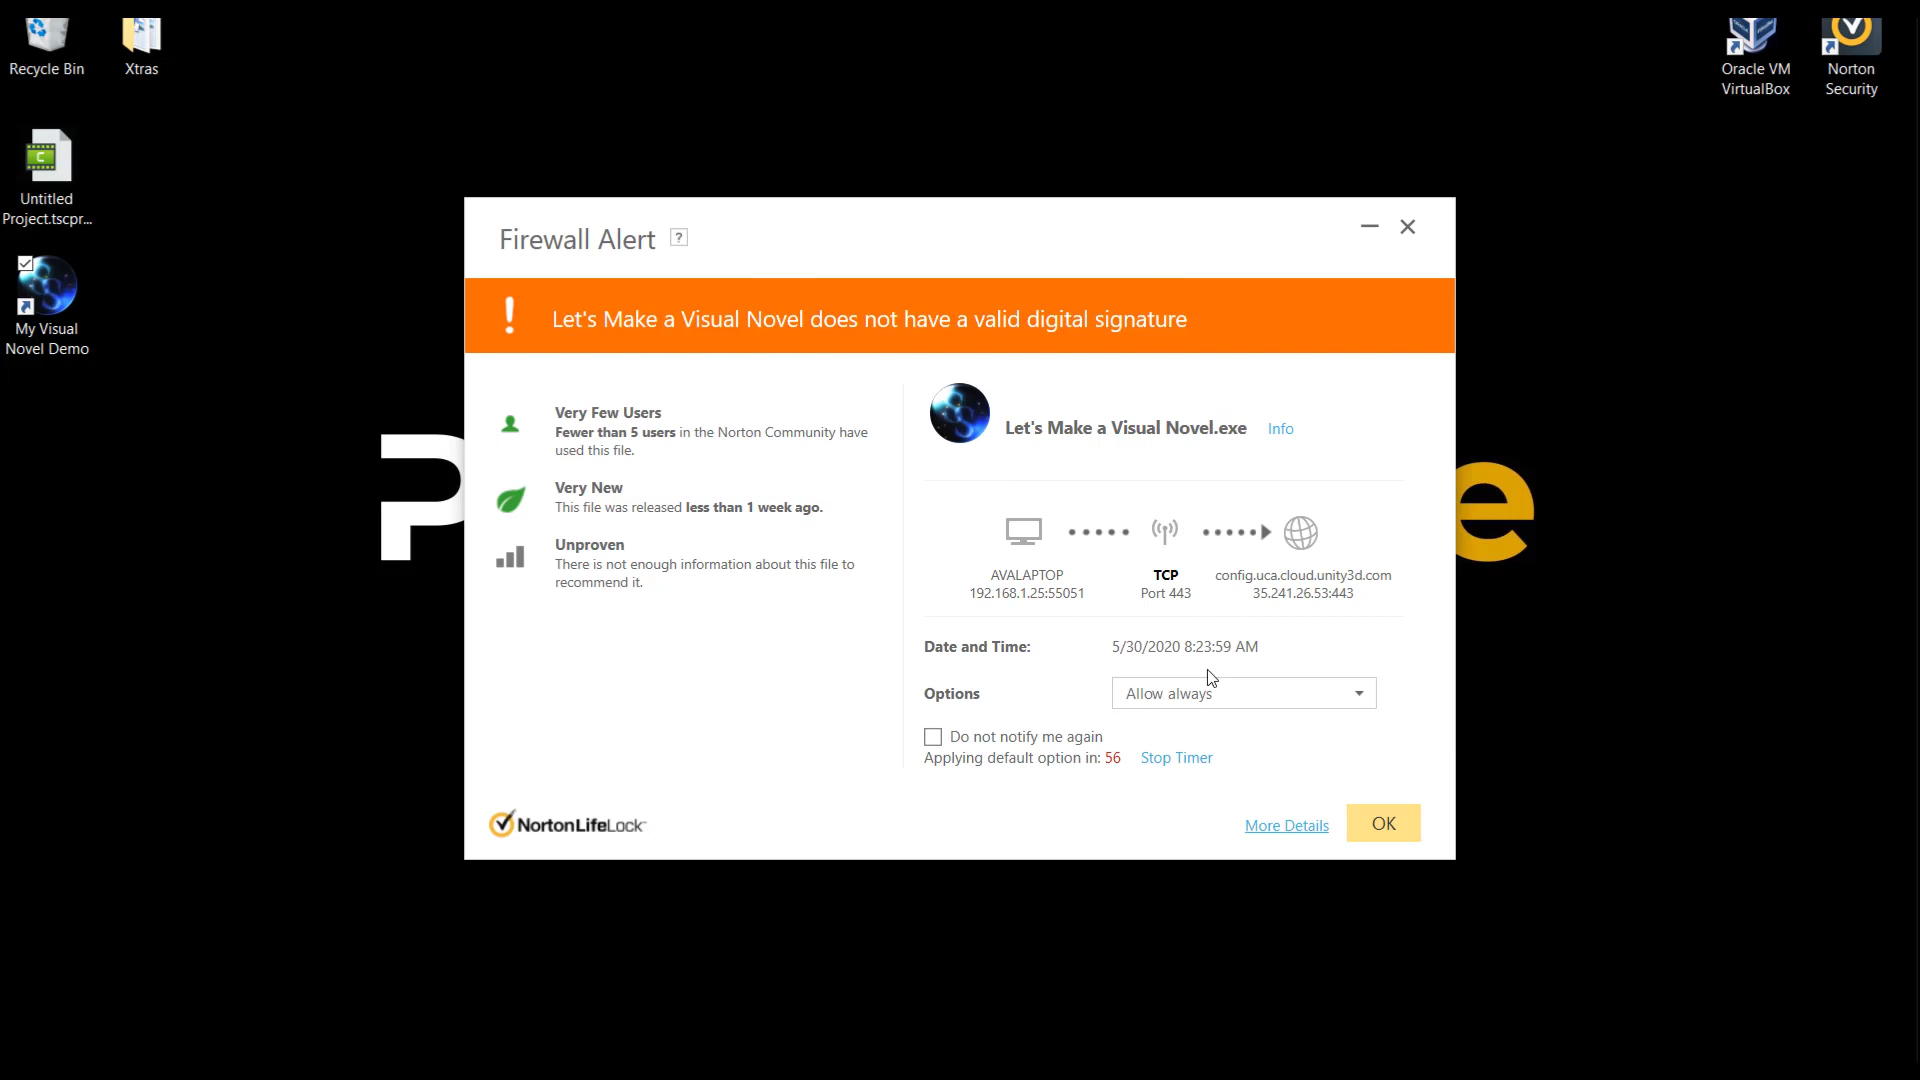 Recycle Bin
Xtras
Oracle VM
VirtualBox
Norton
Security
Untitled
Project.tscpr...
My Visual
Novel Demo
Firewall Alert ?
Let's Make a Visual Novel does not have a valid digital signature
Very Few Users
Fewer than 5 users in the Norton Community have
used this file.
Very New
This file was released less than 1 week ago.
Unproven
There is not enough information about this file to
recommend it.
Let's Make a Visual Novel.exe Info
AVALAPTOP
192.168.1.25:55051
TCP
Port 443
config.uca.cloud.unity3d.com
35.241.26.53:443
Date and Time: 5/30/2020 8:23:59 AM
Options Allow always
Do not notify me again
Applying default option in: 56 Stop Timer
NortonLifeLock
More Details OK
P
e